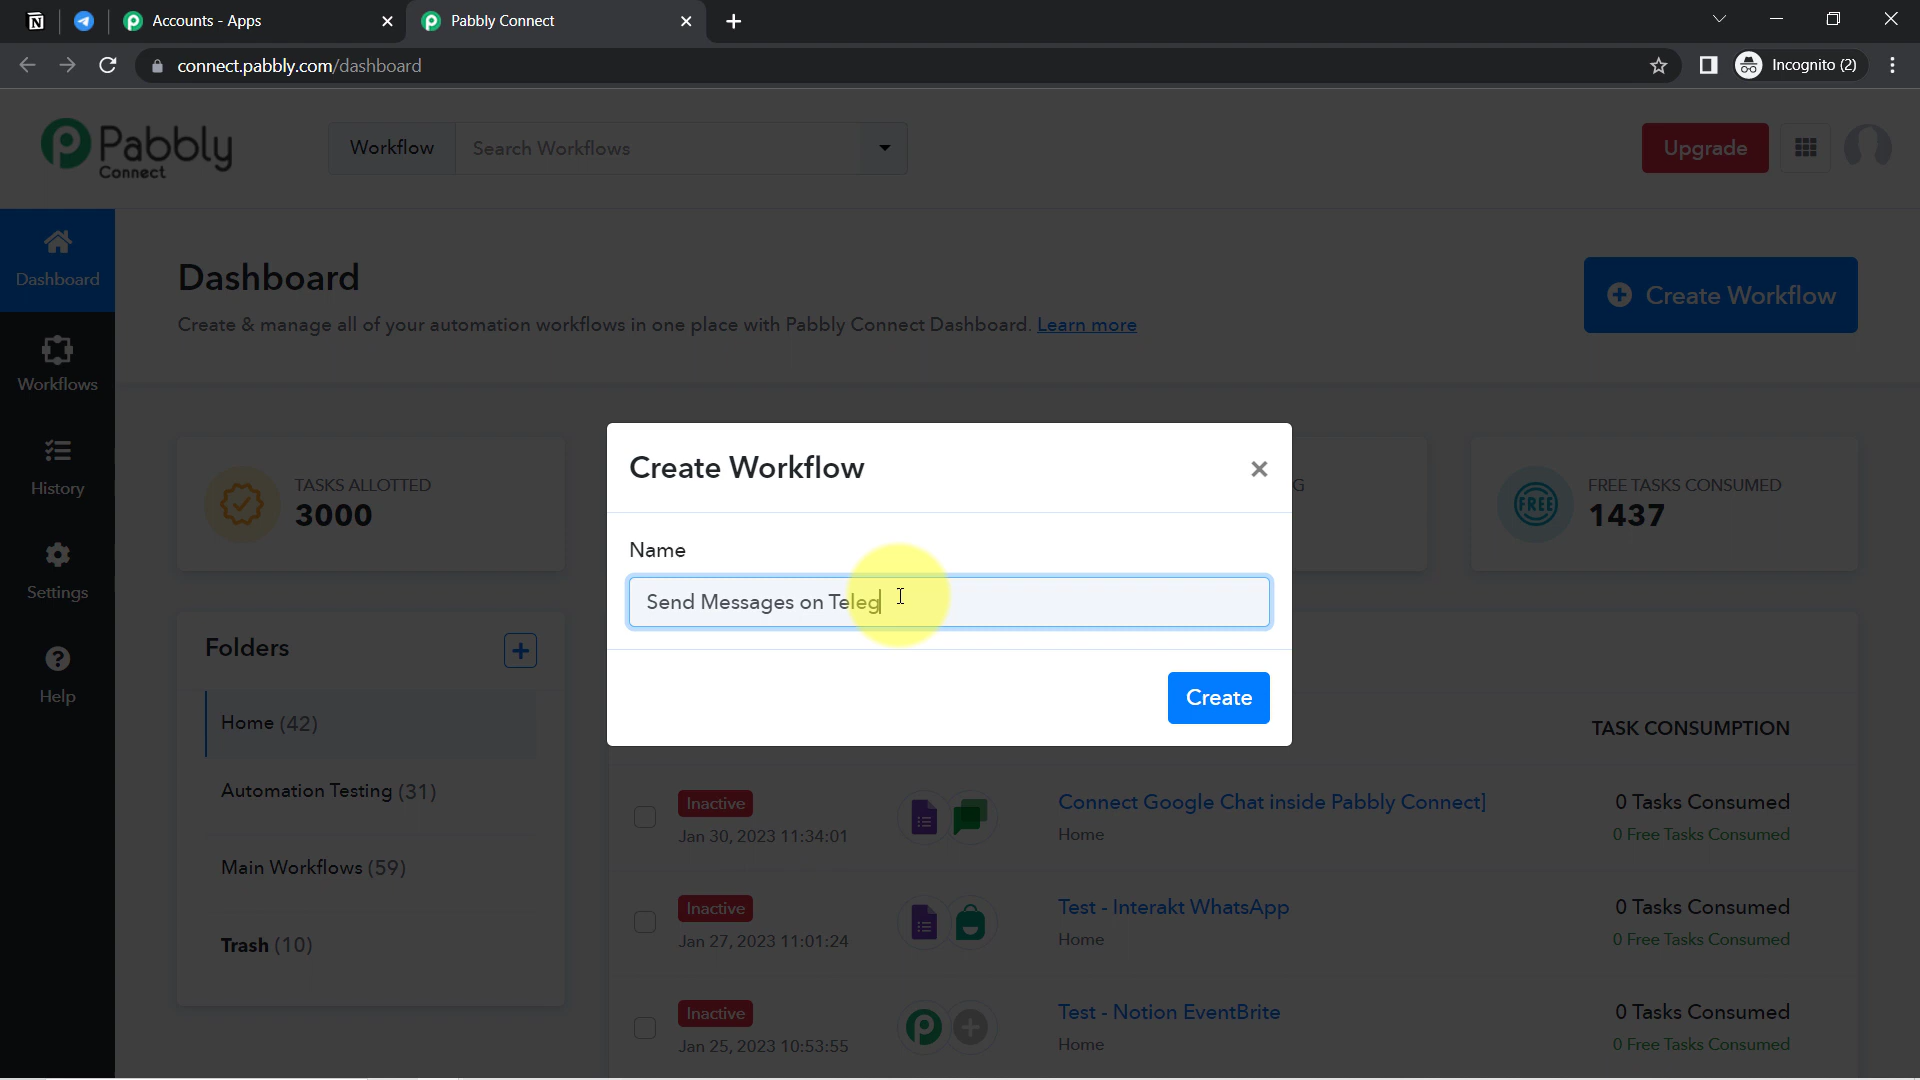 Accounts - Apps
Pabbly Connect
connect.pabbly.com/dashboard
Incognito (2)
Pabbly
Connect
Workflow
Search Workflows
Upgrade
Dashboard
Workflows
History
Settings
Help
Dashboard
Create & manage all of your automation workflows in one place with Pabbly Connect Dashboard. Learn more
Create Workflow
TASKS ALLOTTED
3000
G
FREE
FREE TASKS CONSUMED
1437
Create Workflow
Name
Send Messages on Teleg
Create
Folders
Home (42)
Automation Testing (31)
Main Workflows (59)
Trash (10)
TASK CONSUMPTION
Inactive
Jan 30, 2023 11:34:01
Connect Google Chat inside Pabbly Connect]
Home
0 Tasks Consumed
0 Free Tasks Consumed
Inactive
Jan 27, 2023 11:01:24
Test - Interakt WhatsApp
Home
0 Tasks Consumed
0 Free Tasks Consumed
Inactive
Jan 25, 2023 10:53:55
Test - Notion EventBrite
Home
0 Tasks Consumed
0 Free Tasks Consumed